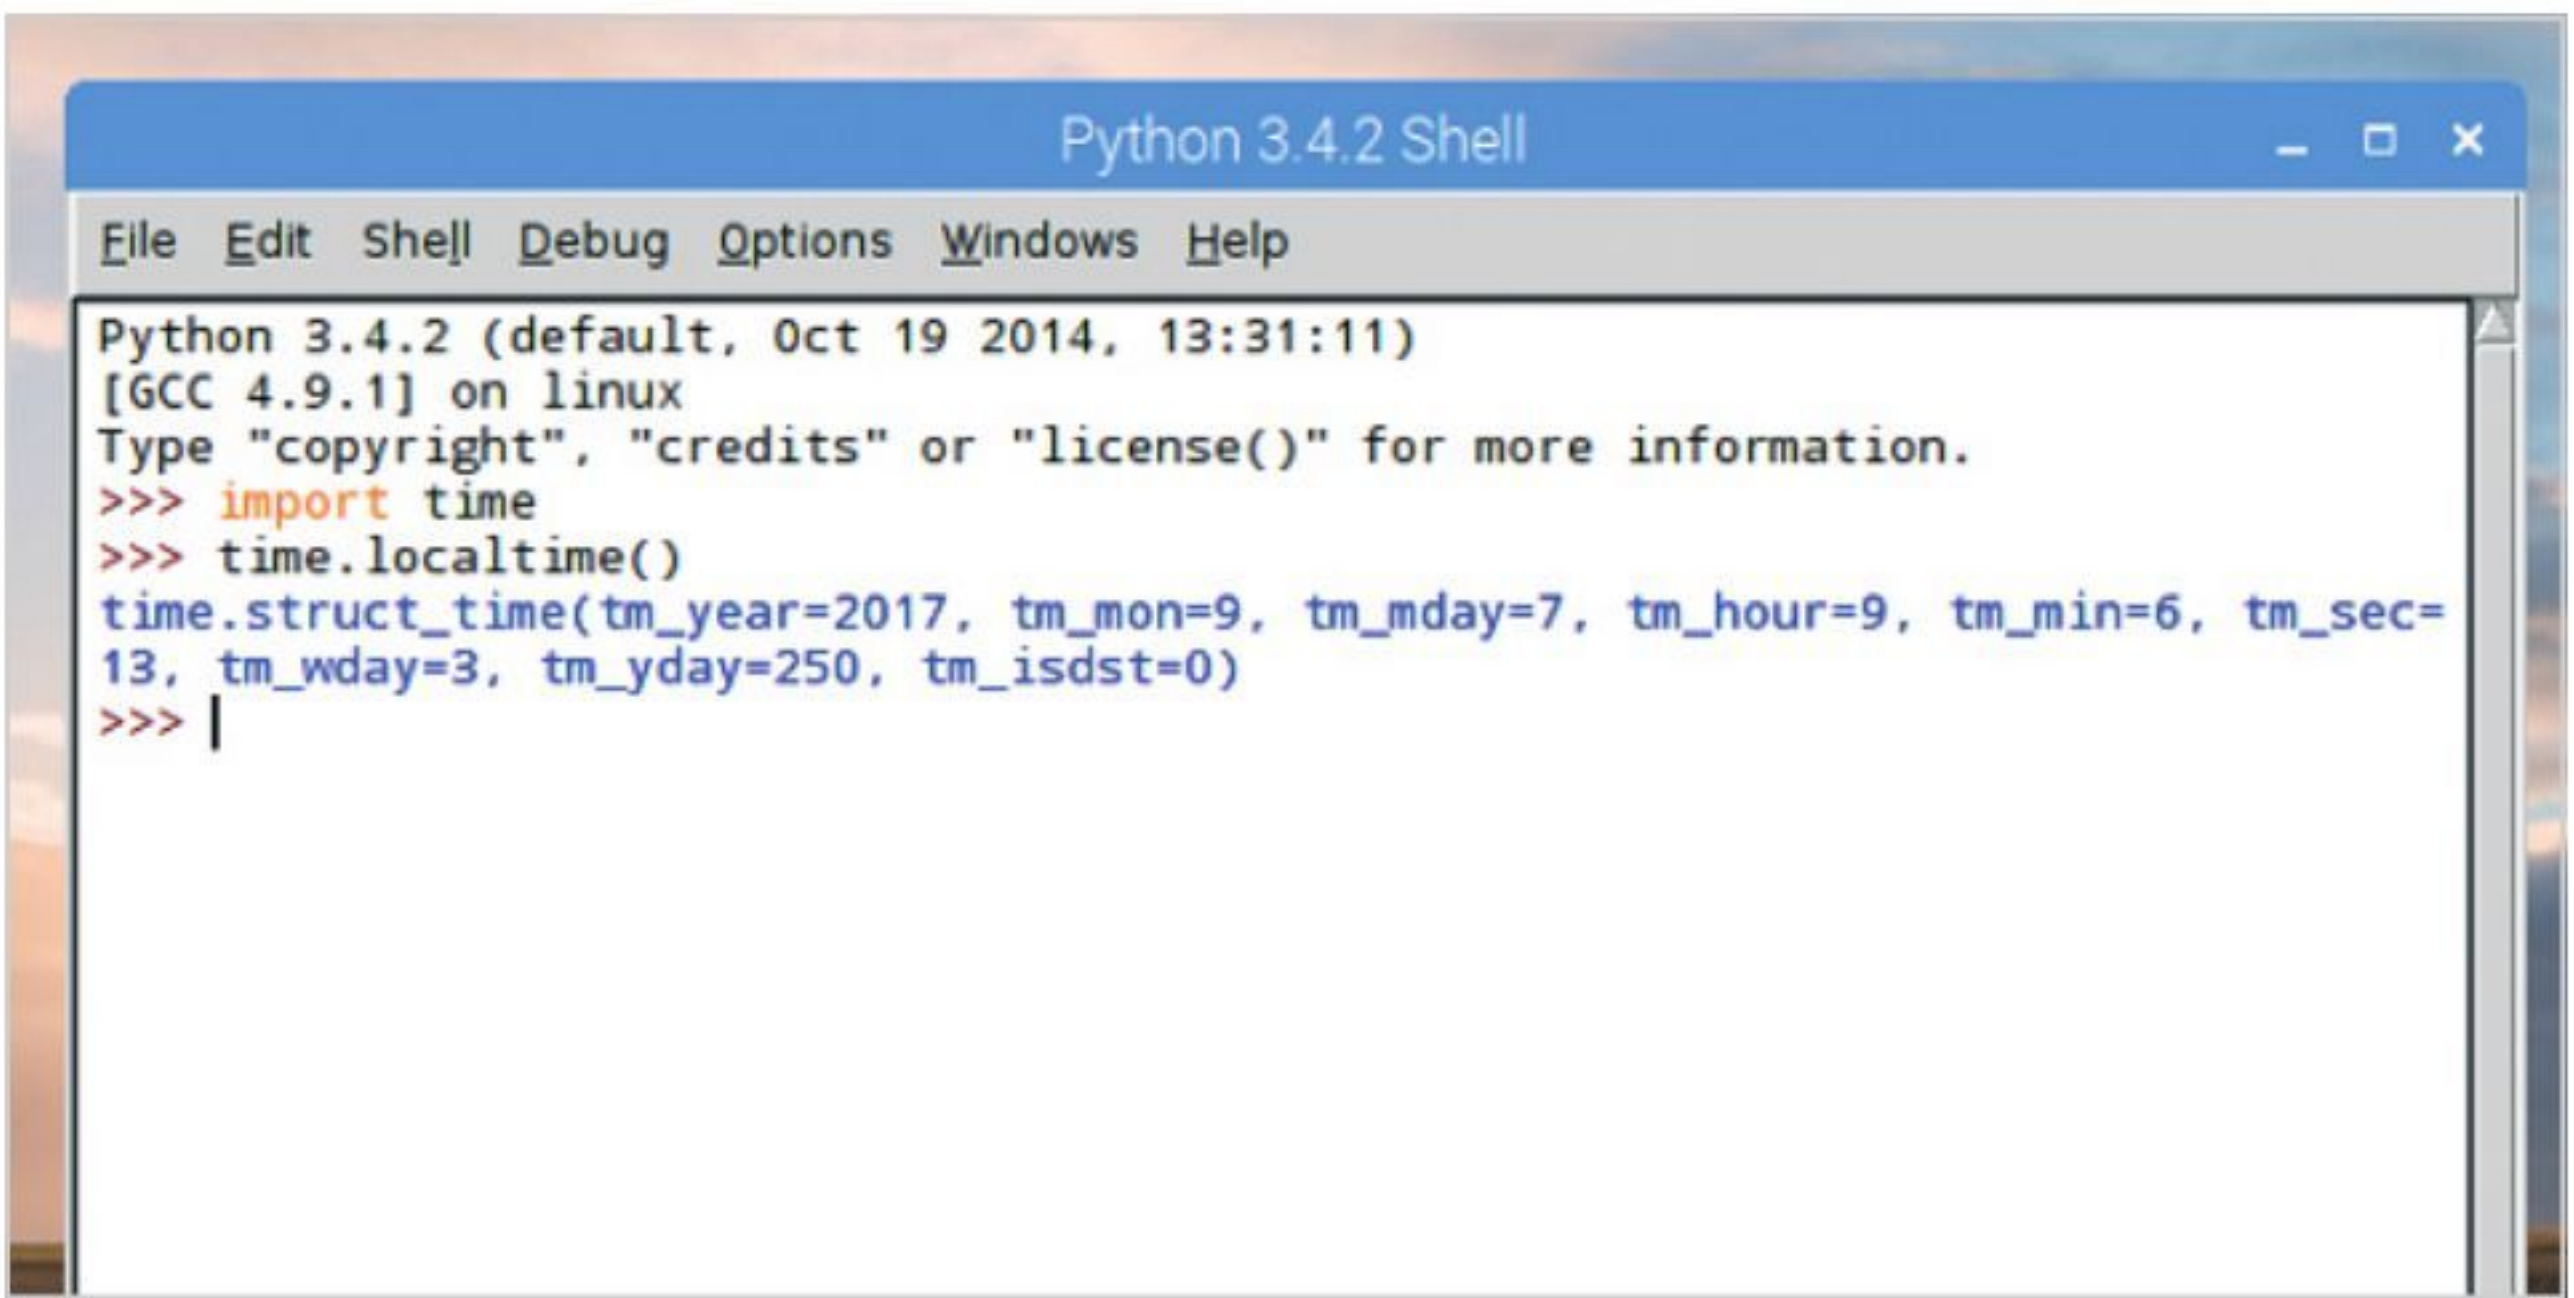 Python 3.4.2 Shell
File Edit Shell Debug Options Windows Help
Python 3.4.2 (default, Oct 19 2014, 13:31:11)
[GCC 4.9.1] on linux
Type "copyright", "credits" or "license()" for more information.
>>> import time
>>> time.localtime()
time.struct_time(tm_year=2017, tm_mon=9, tm_mday=7, tm_hour=9, tm_min=6, tm_sec=
13, tm_wday=3, tm_yday=250, tm_isdst=0)
>>>